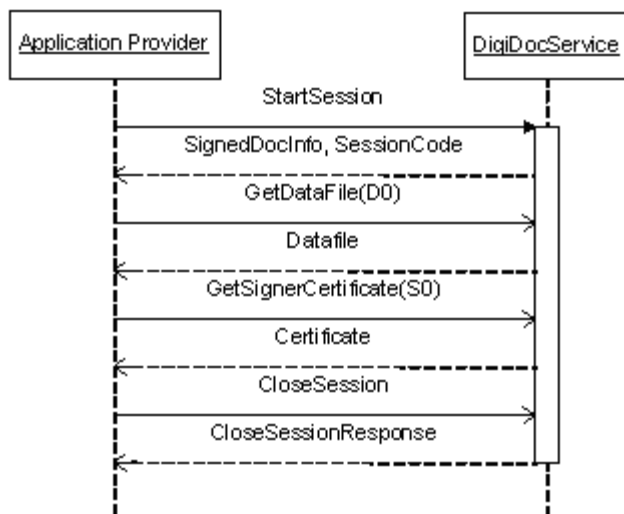 Application Provider
DigiDocService
StartSession
SignedDocInfo, SessionCode
GetDataFile(D0)
Datafile
GetSignerCertificate(S0)
Certificate
CloseSession
CloseSessionResponse